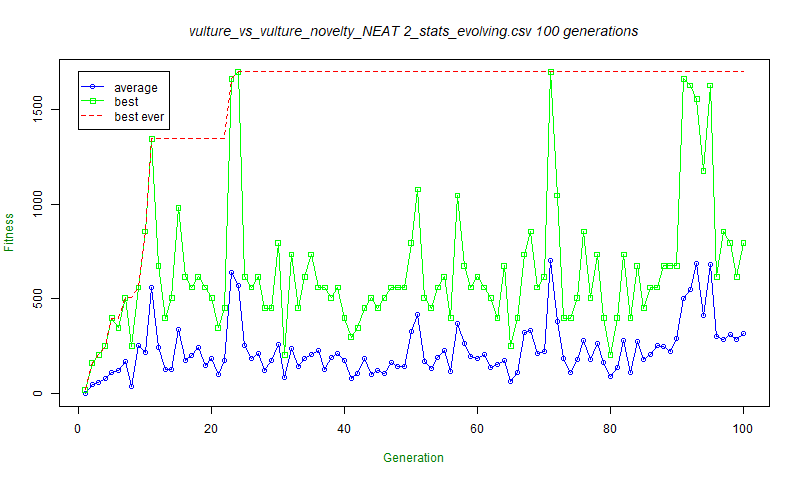 vulture_vs_vulture_novelty_NEAT 2_stats_evolving.csv 100 generations
average
best
best ever
Fitness
0
500
1000
1500
0
20
40
60
80
100
Generation